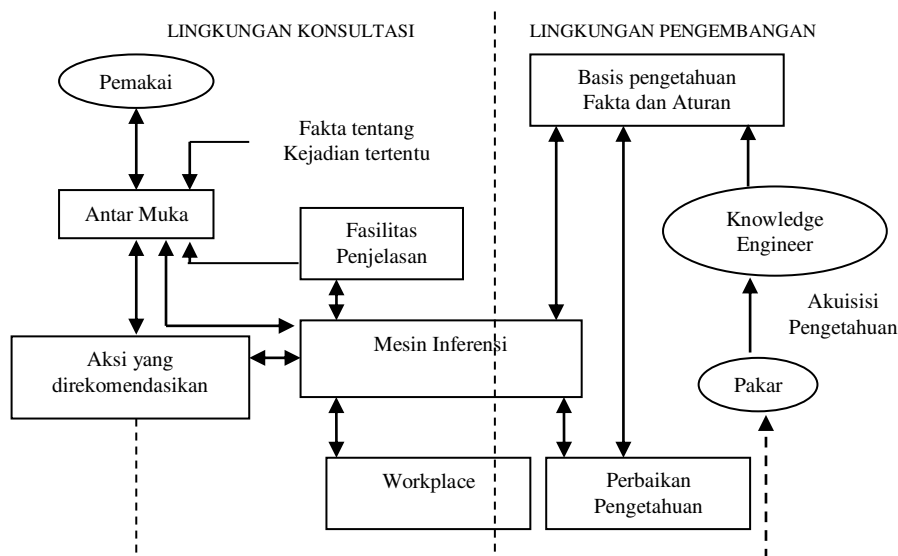 LINGKUNGAN KONSULTASI
LINGKUNGAN PENGEMBANGAN
Pemakai
Basis pengetahuan
Fakta dan Aturan
Fakta tentang
Kejadian tertentu
Antar Muka
Fasilitas
Penjelasan
Knowledge
Engineer
Akuisisi
Pengetahuan
Mesin Inferensi
Aksi yang
direkomendasikan
Pakar
Workplace
Perbaikan
Pengetahuan